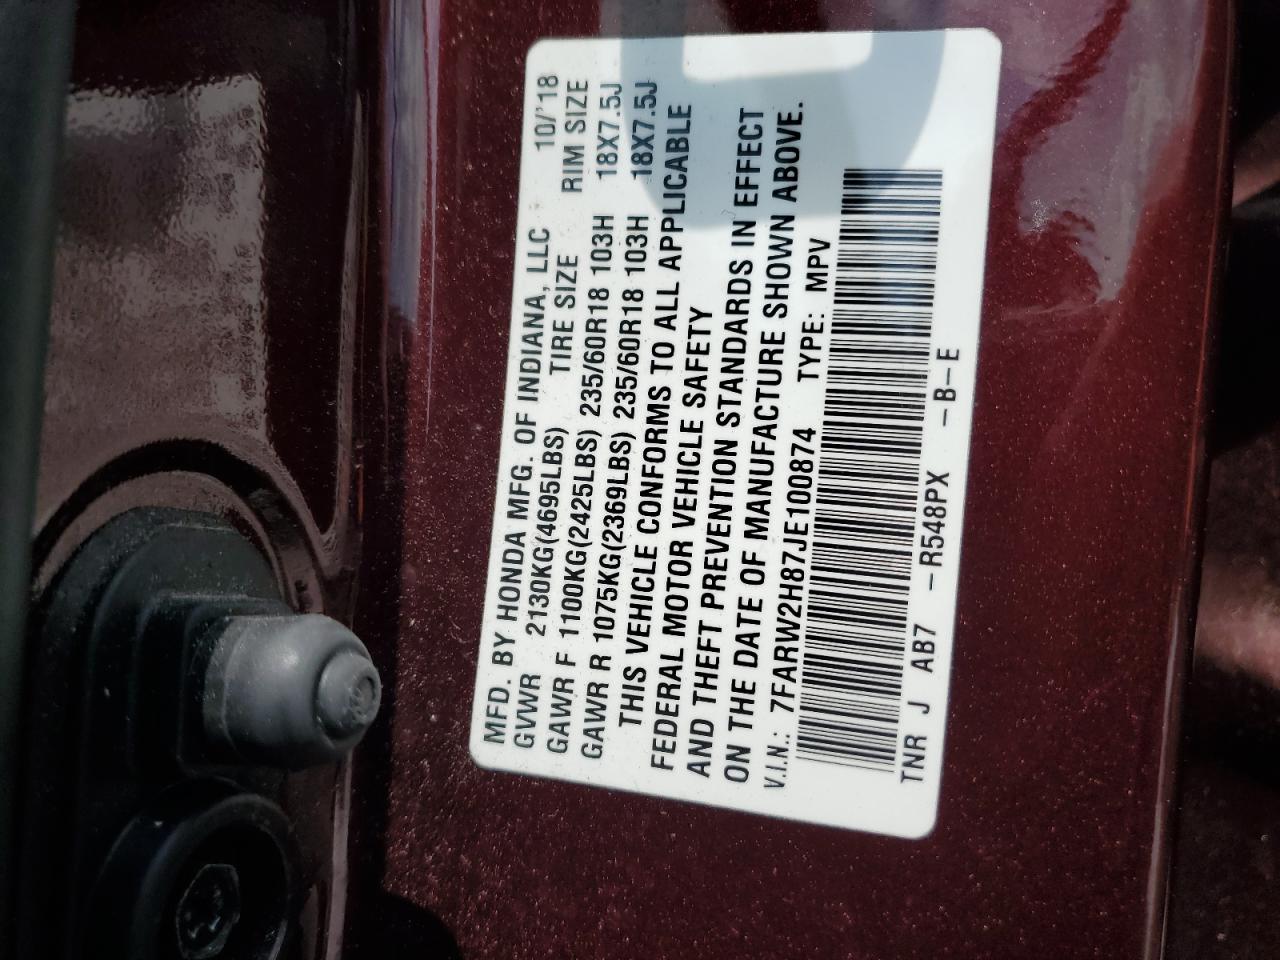 MFD. BY HONDA MFG. OF INDIANA, LLC 10/'18
GVWR 2130KG(4695LBS) TIRE SIZE RIM SIZE
GAWR F 1100KG(2425LBS) 235/60R18 103H 18X7.5J
GAWR R 1075KG(2369LBS) 235/60R18 103H 18X7.5J
THIS VEHICLE CONFORMS TO ALL APPLICABLE
FEDERAL MOTOR VEHICLE SAFETY
AND THEFT PREVENTION STANDARDS IN EFFECT
ON THE DATE OF MANUFACTURE SHOWN ABOVE.
V.I.N.: 7FARW2H87JE100874 TYPE: MPV
TNR J AB7 -R548PX -B-E